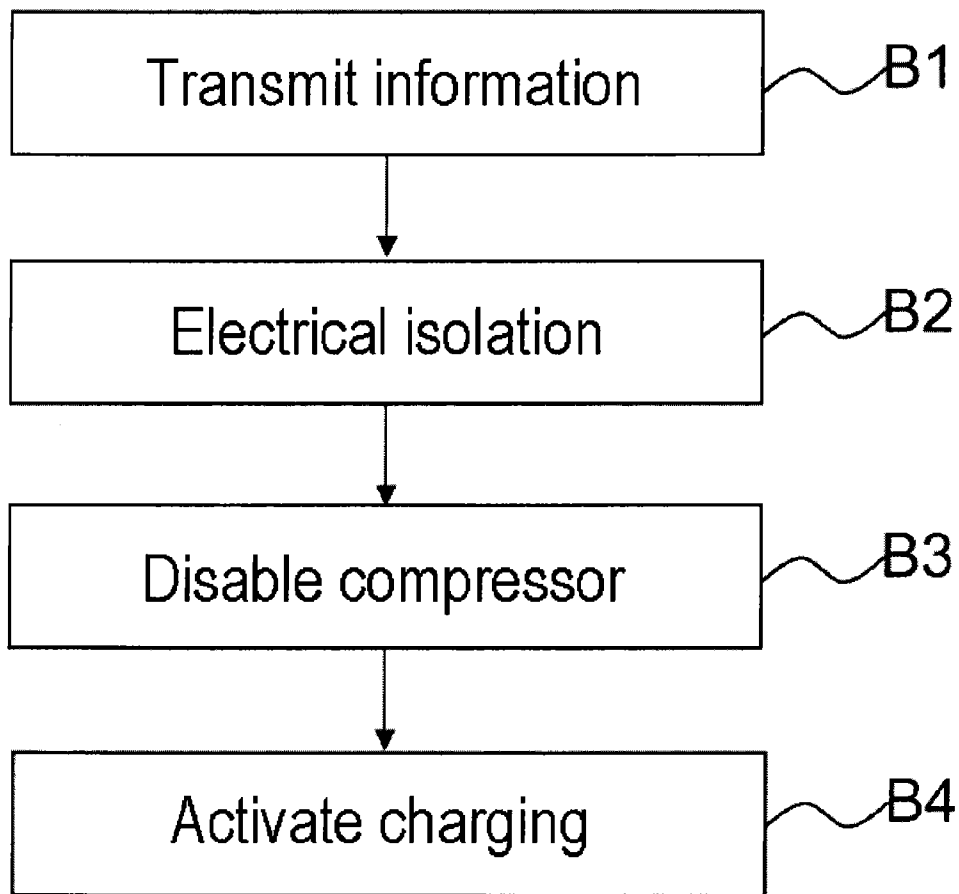 Transmit information
B1
Electrical isolation
B2
Disable compressor
B3
Activate charging
B4